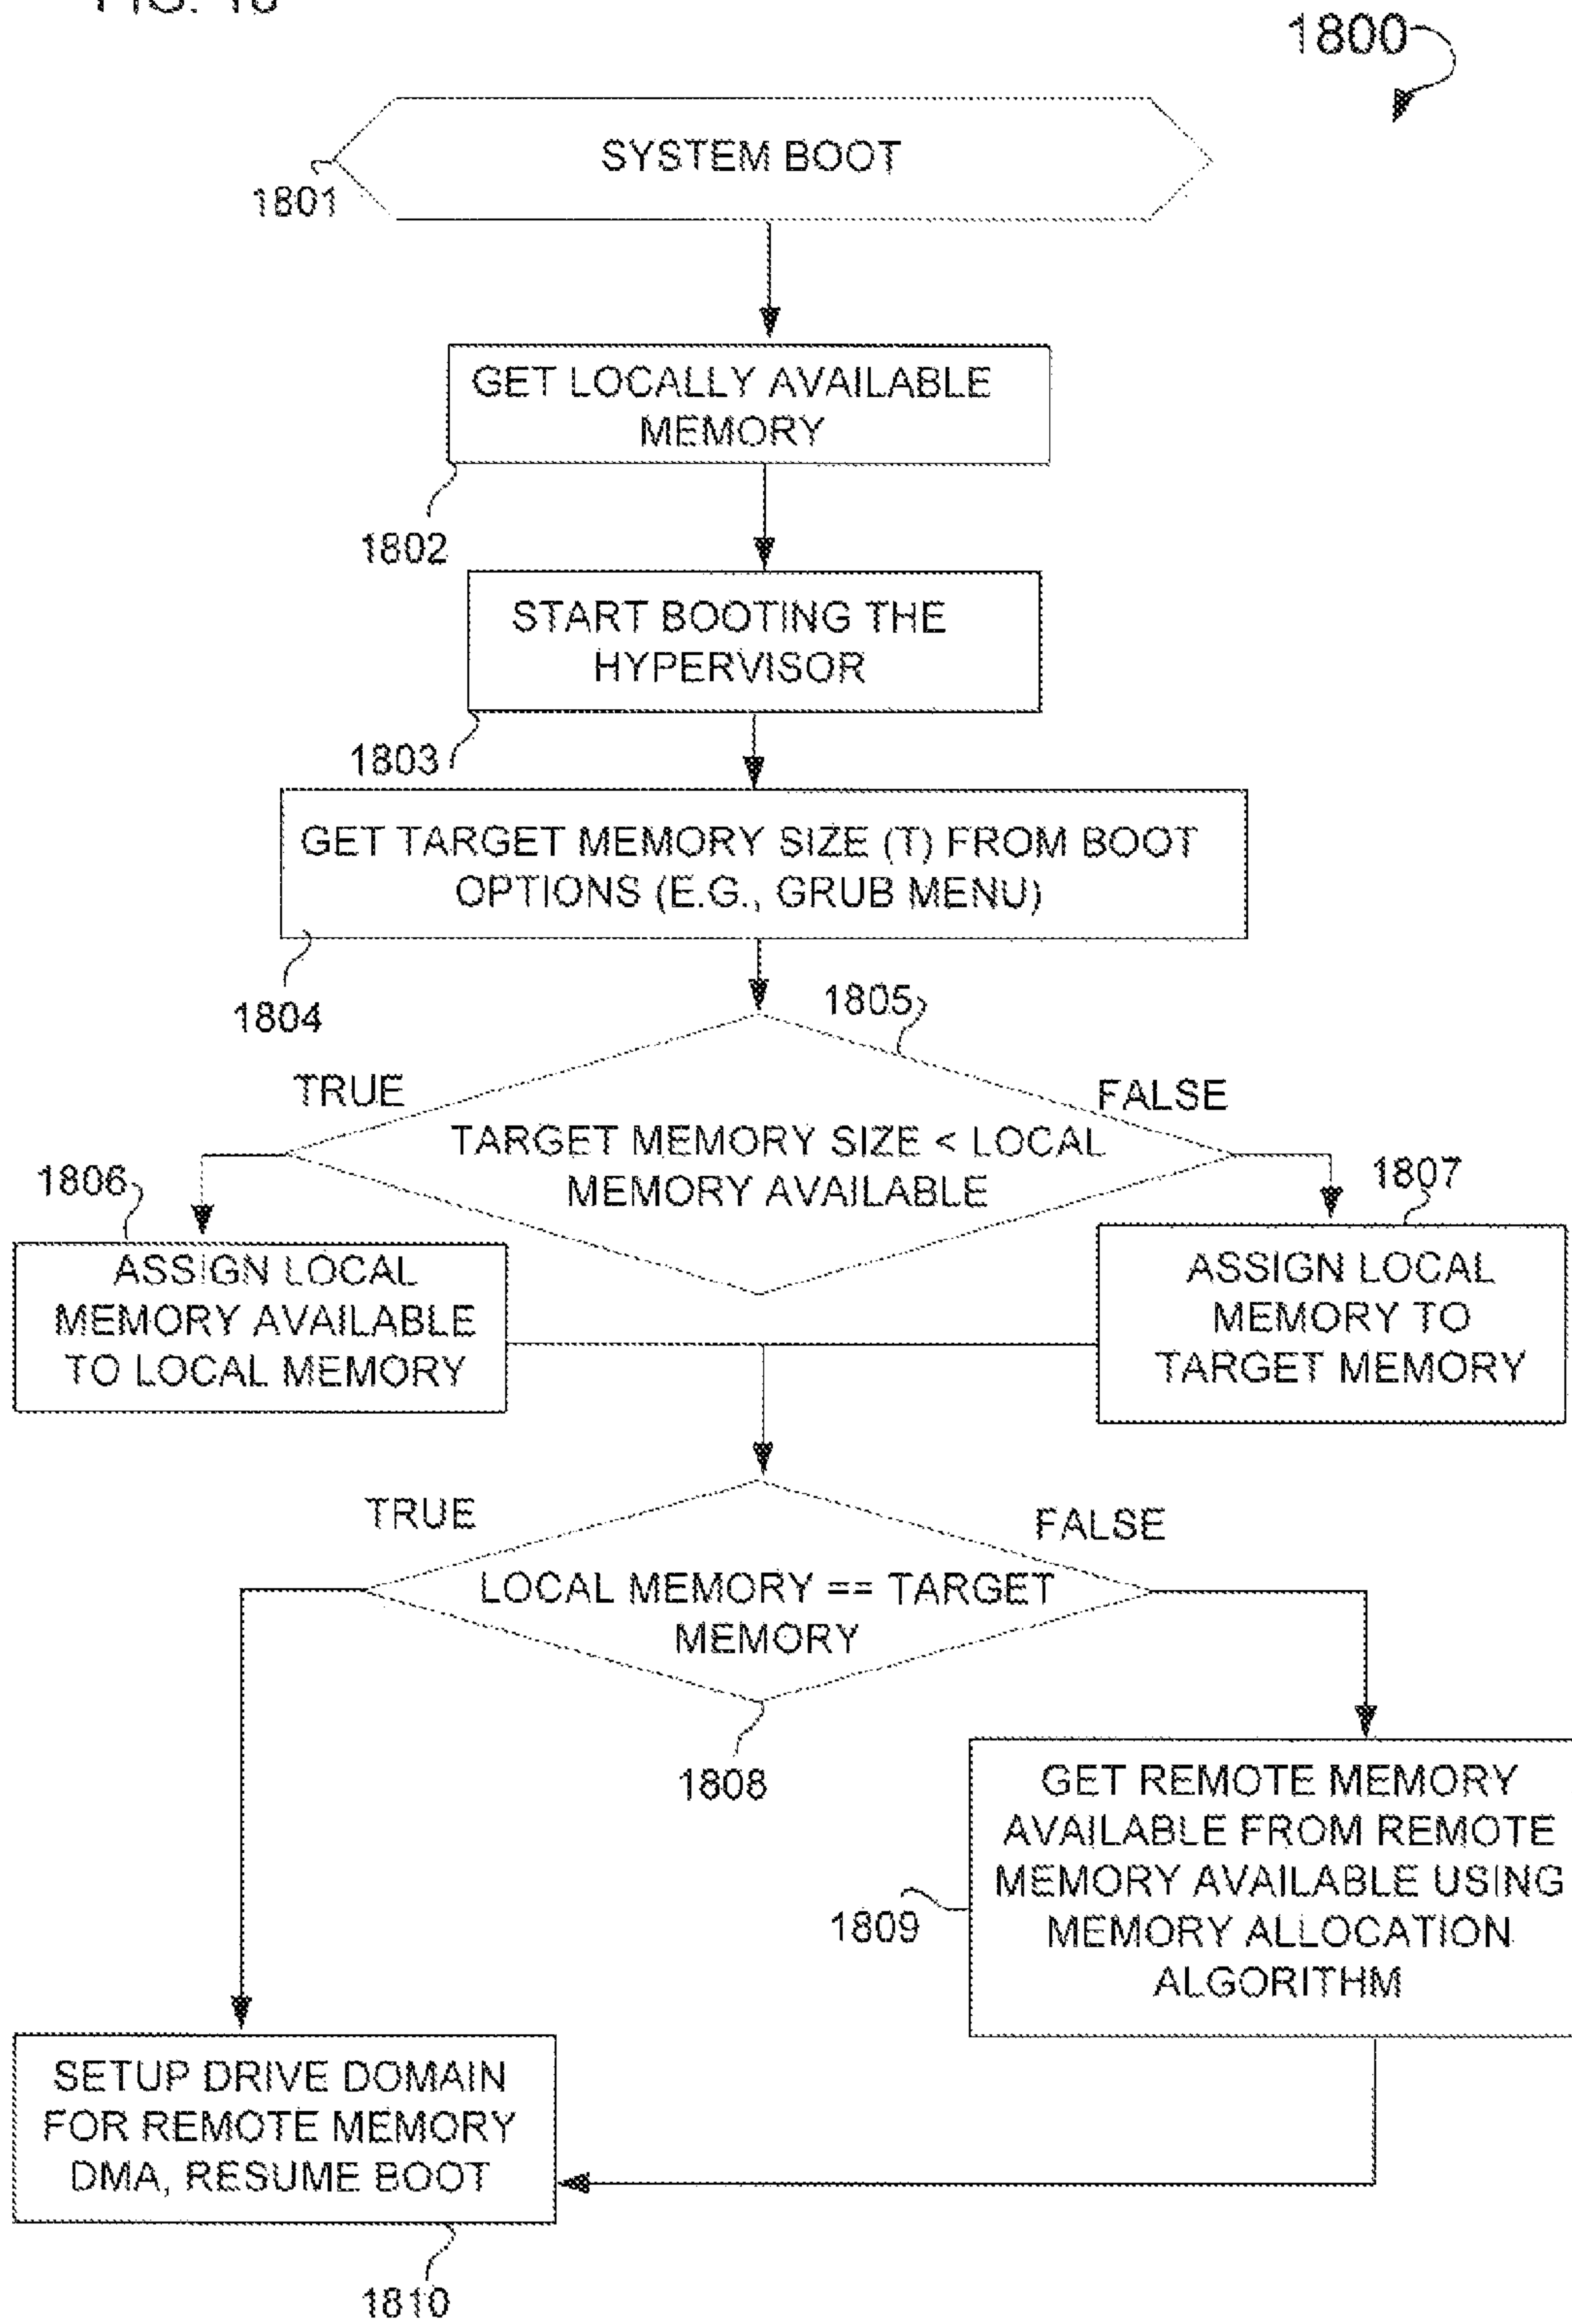 1800
SYSTEM BOOT
1801
GET LOCALLY AVAILABLE
MEMORY
1802
START BOOTING THE
HYPERVISOR
1803
GET TARGET MEMORY SIZE (T) FROM BOOT
OPTIONS (E.G., GRUB MENU)
1804
1805
TRUE
FALSE
TARGET MEMORY SIZE < LOCAL
MEMORY AVAILABLE
1806
1807
ASSIGN LOCAL
MEMORY AVAILABLE
TO LOCAL MEMORY
ASSIGN LOCAL
MEMORY TO
TARGET MEMORY
TRUE
FALSE
LOCAL MEMORY == TARGET
MEMORY
1808
GET REMOTE MEMORY
AVAILABLE FROM REMOTE
MEMORY AVAILABLE USING
MEMORY ALLOCATION
ALGORITHM
1809
SETUP DRIVE DOMAIN
FOR REMOTE MEMORY
DMA, RESUME BOOT
1810